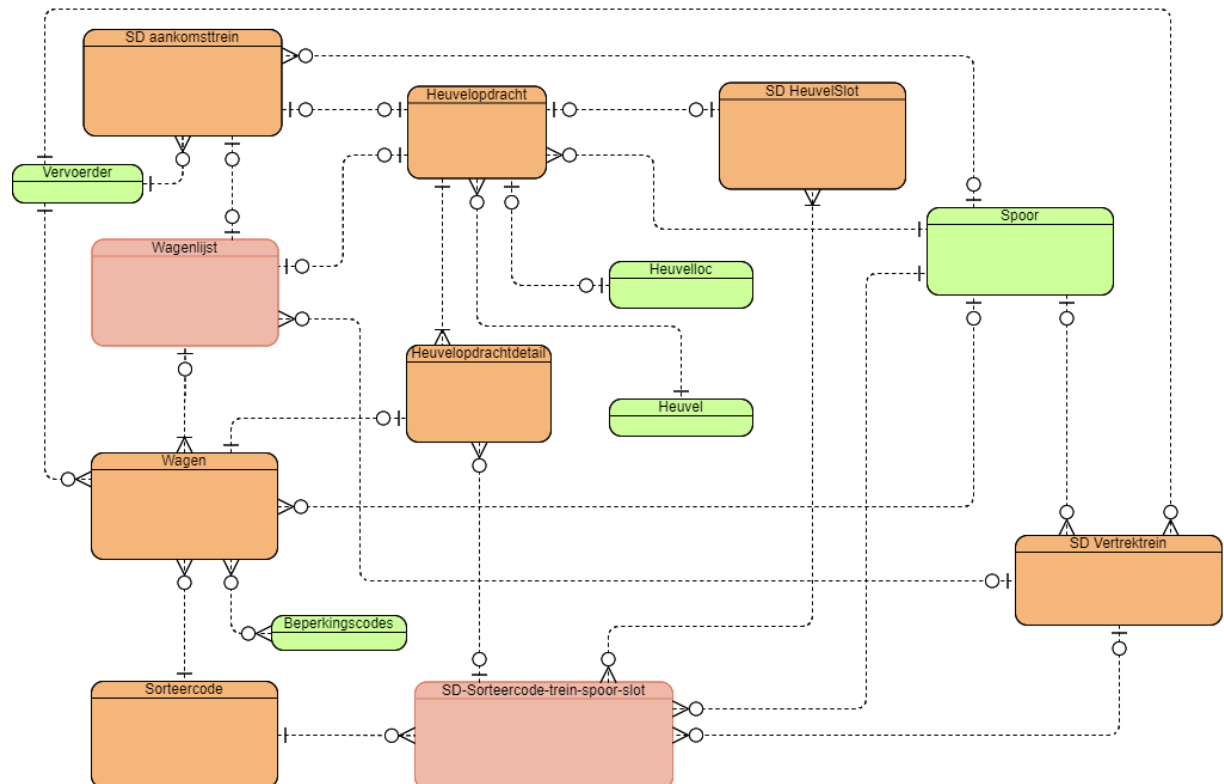 SD aankomsttrein
Heuvelopdracht
SD HeuvelSlot
Vervoerder
Spoor
Wagenlijst
Heuvelloc
Heuvelopdrachtdetail
Heuvel
Wagen
SD Vertrektrein
Beperkingscodes
Sorteercode
SD-Sorteercode-trein-spoor-slot